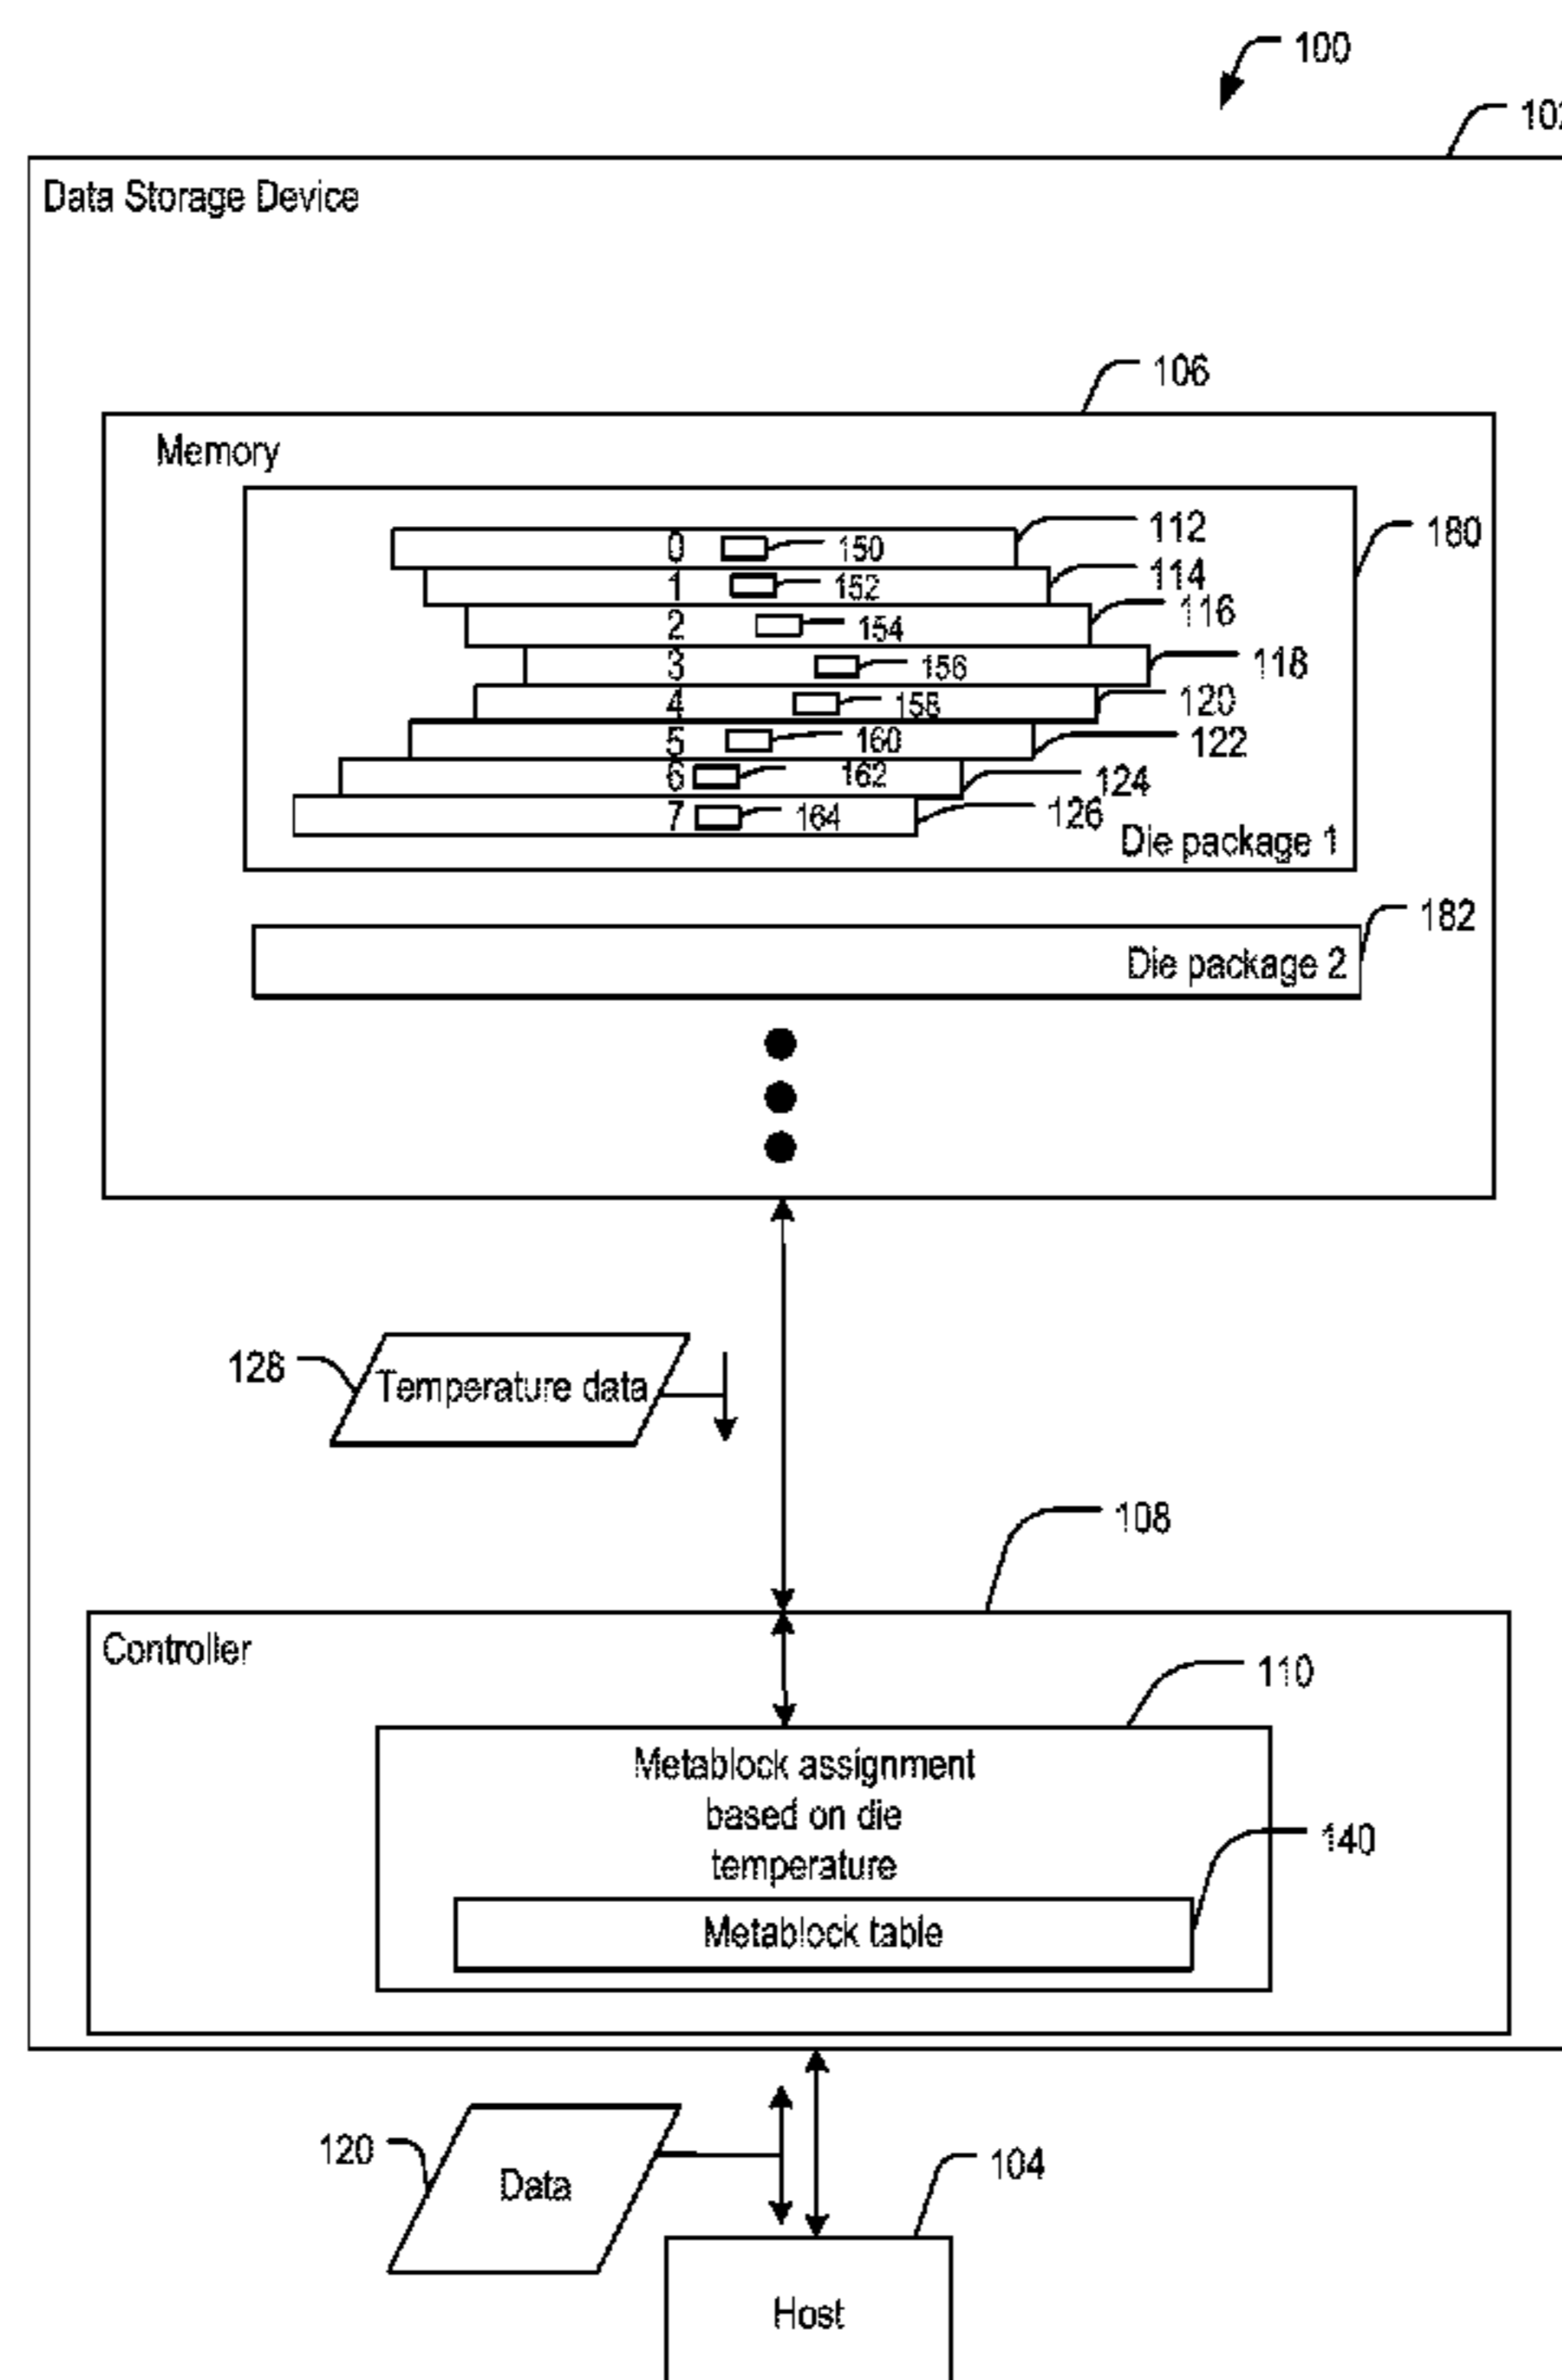 100
102
Data Storage Device
106
Memory
0 150 112
180
1 152 114
2 154 116
3 156 118
4 158 120
5 160 122
6 162 124
7 164 126
Die package 1
182
Die package 2
128 Temperature data
108
Controller
110
Metablock assignment
based on die
temperature
140
Metablock table
120
Data
104
Host